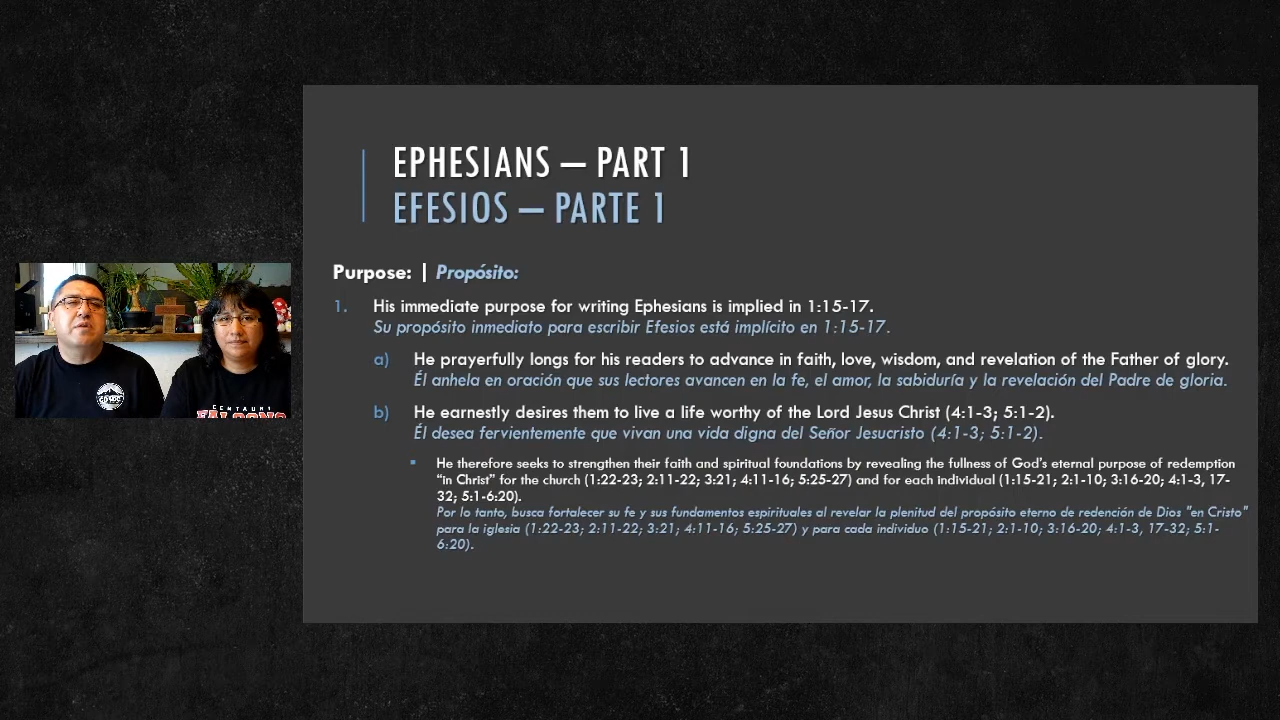 EPHESIANS – PART 1
EFESIOS – PARTE 1
Purpose: | Propósito:
1. His immediate purpose for writing Ephesians is implied in 1:15-17.
Su propósito inmediato para escribir Efesios está implícito en 1:15-17.
a) He prayerfully longs for his readers to advance in faith, love, wisdom, and revelation of the Father of glory.
Él anhela en oración que sus lectores avancen en la fe, el amor, la sabiduría y la revelación del Padre de gloria.
b) He earnestly desires them to live a life worthy of the Lord Jesus Christ (4:1-3; 5:1-2).
Él desea fervientemente que vivan una vida digna del Señor Jesucristo (4:1-3; 5:1-2).
▪ He therefore seeks to strengthen their faith and spiritual foundations by revealing the fullness of God's eternal purpose of redemption
“in Christ” for the church (1:22-23; 2:11-22; 3:21; 4:11-16; 5:25-27) and for each individual (1:15-21; 2:1-10; 3:16-20; 4:1-3, 17-
32; 5:1-6:20).
Por lo tanto, busca fortalecer su fe y sus fundamentos espirituales al revelar la plenitud del propósito eterno de redención de Dios "en Cristo"
para la iglesia (1:22-23; 2:11-22; 3:21; 4:11-16; 5:25-27) y para cada individuo (1:15-21; 2:1-10; 3:16-20; 4:1-3, 17-32; 5:1-
6:20).
CENTAURY
FALCONS